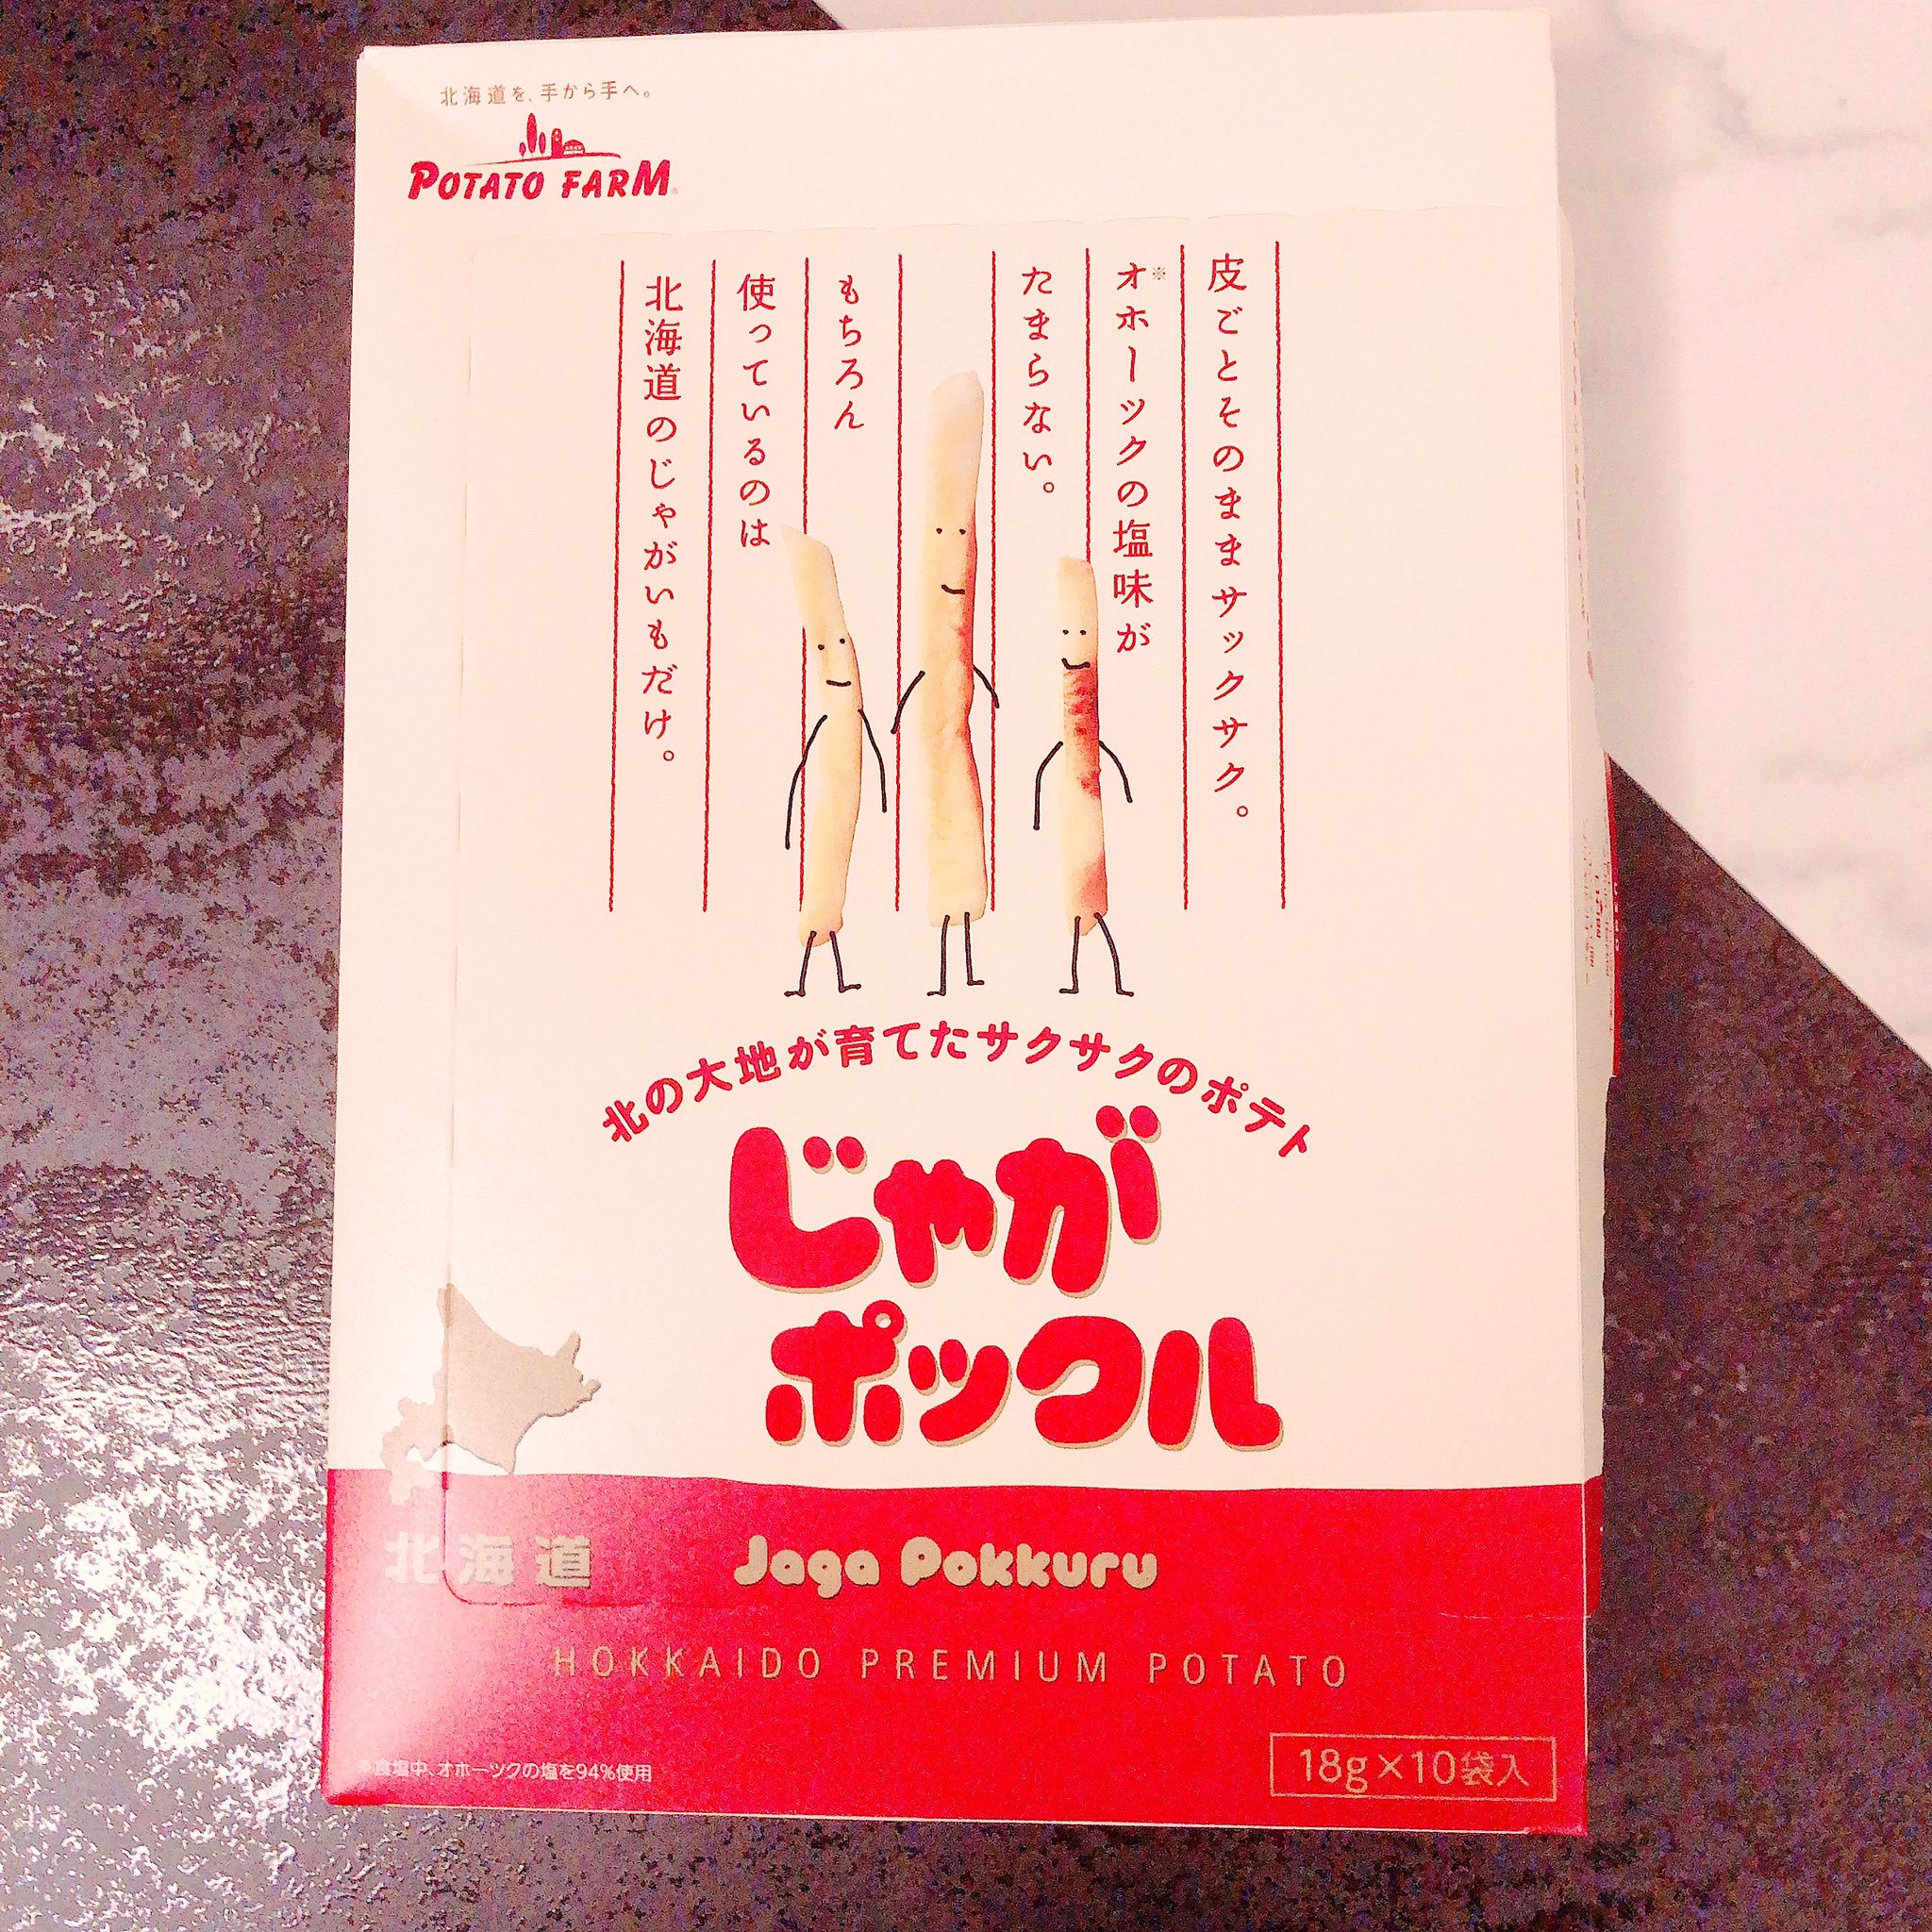 北海道を、手から手へ。
POTATO FARM
皮ごとそのままサックサク。
オ※ホーツクの塩味が
たまらない。
もちろん
使っているのは
北海道のじゃがいもだけ。
北の大地が育てたサクサクのポテト
じゃが
ポックル
北海道
Jaga Pokkuru
HOKKAIDO PREMIUM POTATO
※食塩中、オホーツクの塩を94%使用
18g×10袋入